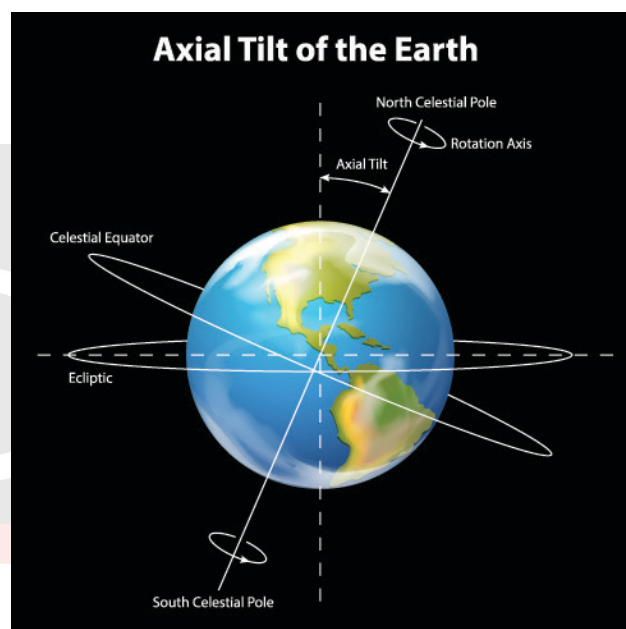 Axial Tilt of the Earth
North Celestial Pole
Rotation Axis
Axial Tilt
Celestial Equator
Ecliptic
South Celestial Pole